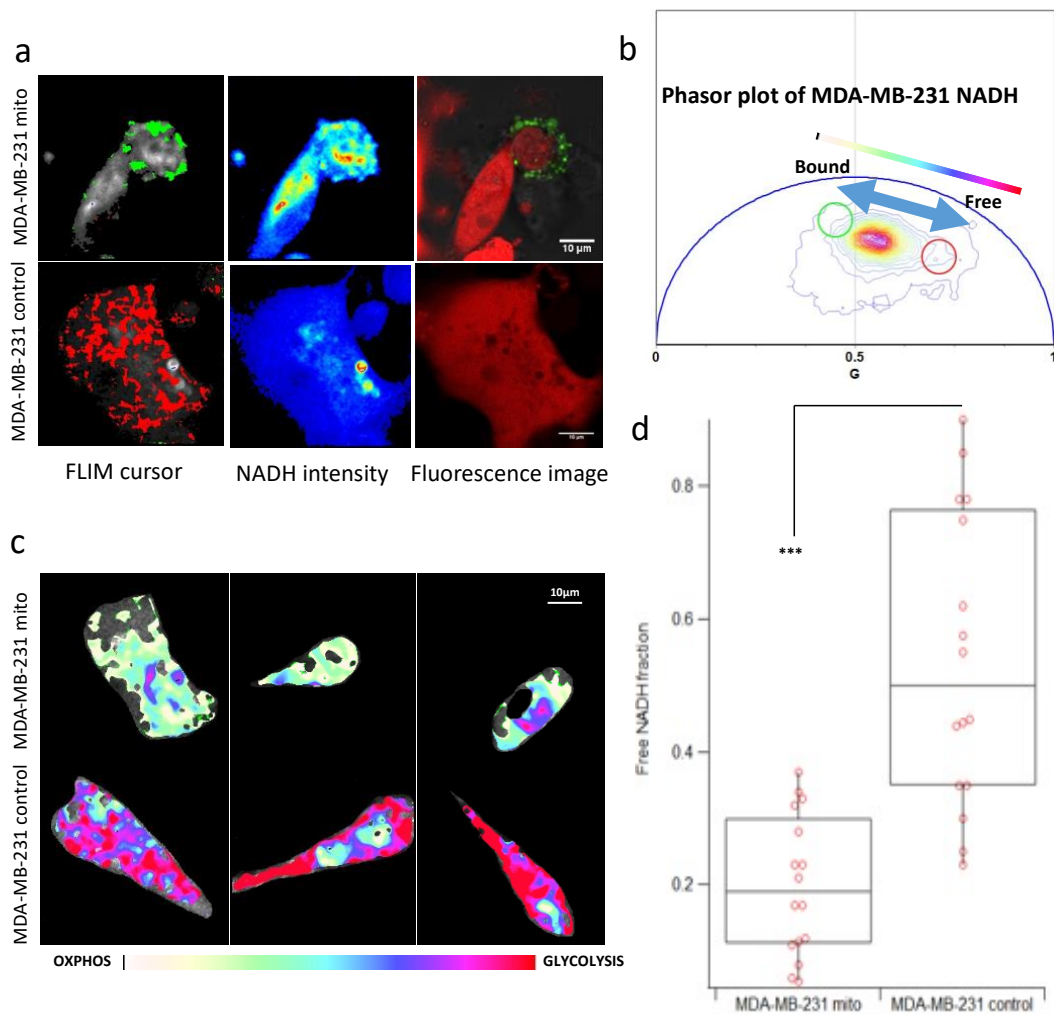 a
MDA-MB-231 mito
MDA-MB-231 control
10 µm
10 µm
FLIM cursor
NADH intensity
Fluorescence image
b
Phasor plot of MDA-MB-231 NADH
Bound
Free
0
0.5
1
G
c
MDA-MB-231 mito
MDA-MB-231 control
10µm
OXPHOS
GLYCOLYSIS
d
***
Free NADH fraction
0.8
0.6
0.4
0.2
MDA-MB-231 mito
MDA-MB-231 control